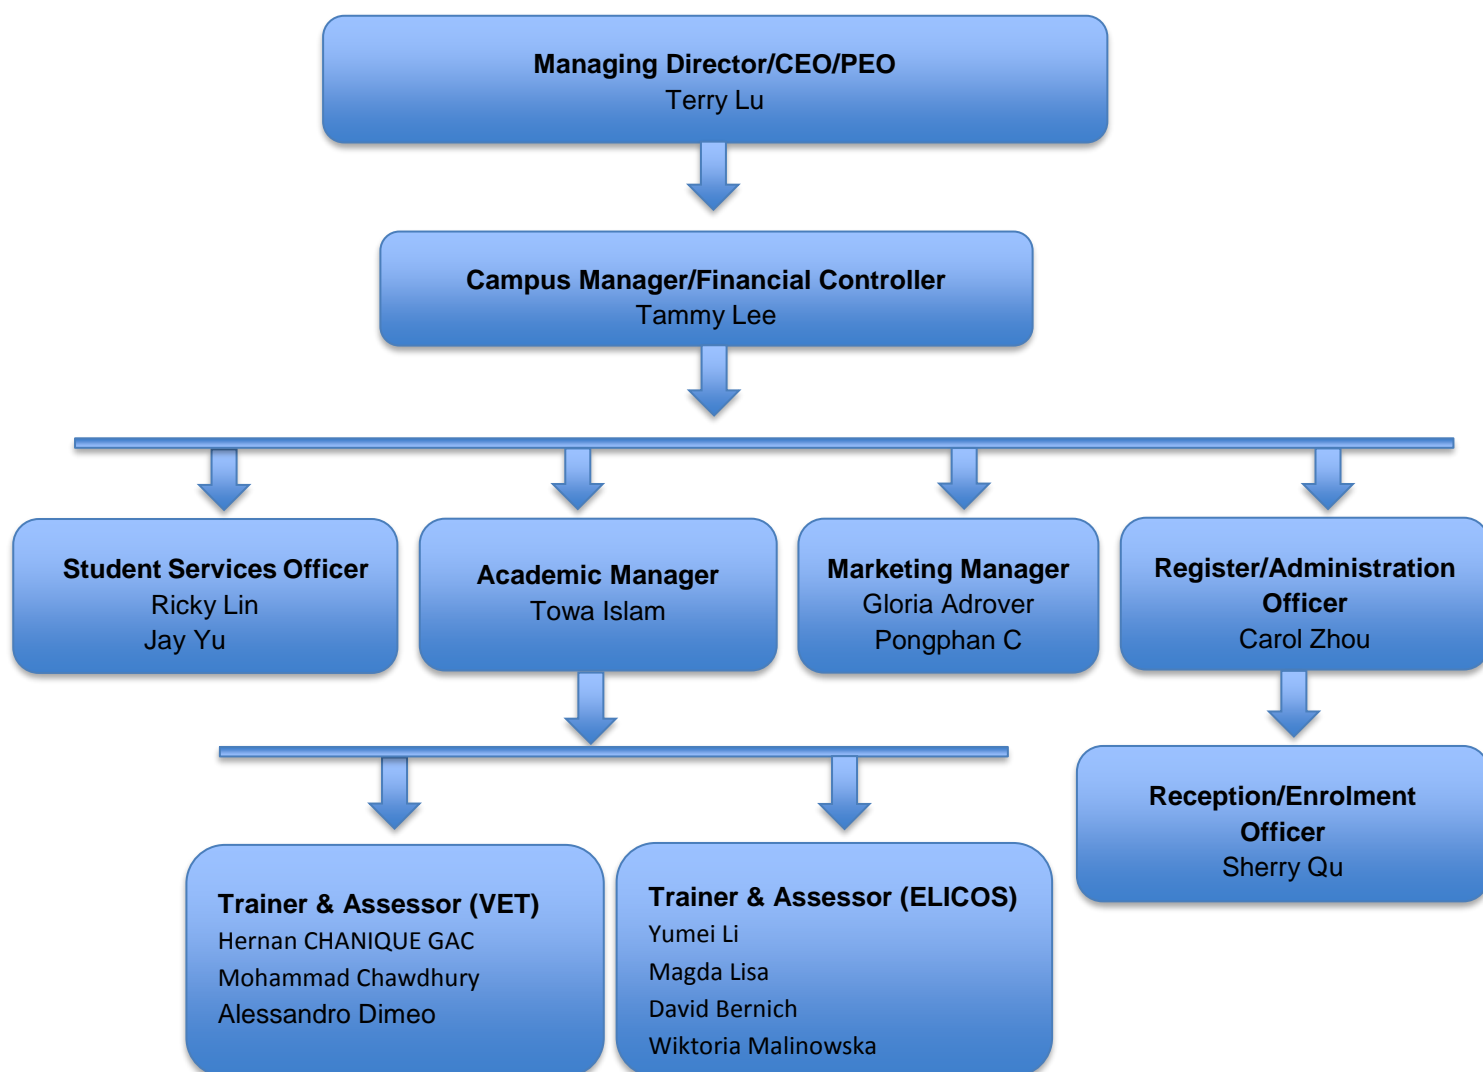 Managing Director/CEO/PEO
Terry Lu
Campus Manager/Financial Controller
Tammy Lee
Student Services Officer
Ricky Lin
Jay Yu
Academic Manager
Towa Islam
Marketing Manager
Gloria Adrover
Pongphan C
Register/Administration
Officer
Carol Zhou
Trainer & Assessor (VET)
Hernan CHANIQUE GAC
Mohammad Chawdhury
Alessandro Dimeo
Trainer & Assessor (ELICOS)
Yumei Li
Magda Lisa
David Bernich
Wiktoria Malinowska
Reception/Enrolment
Officer
Sherry Qu